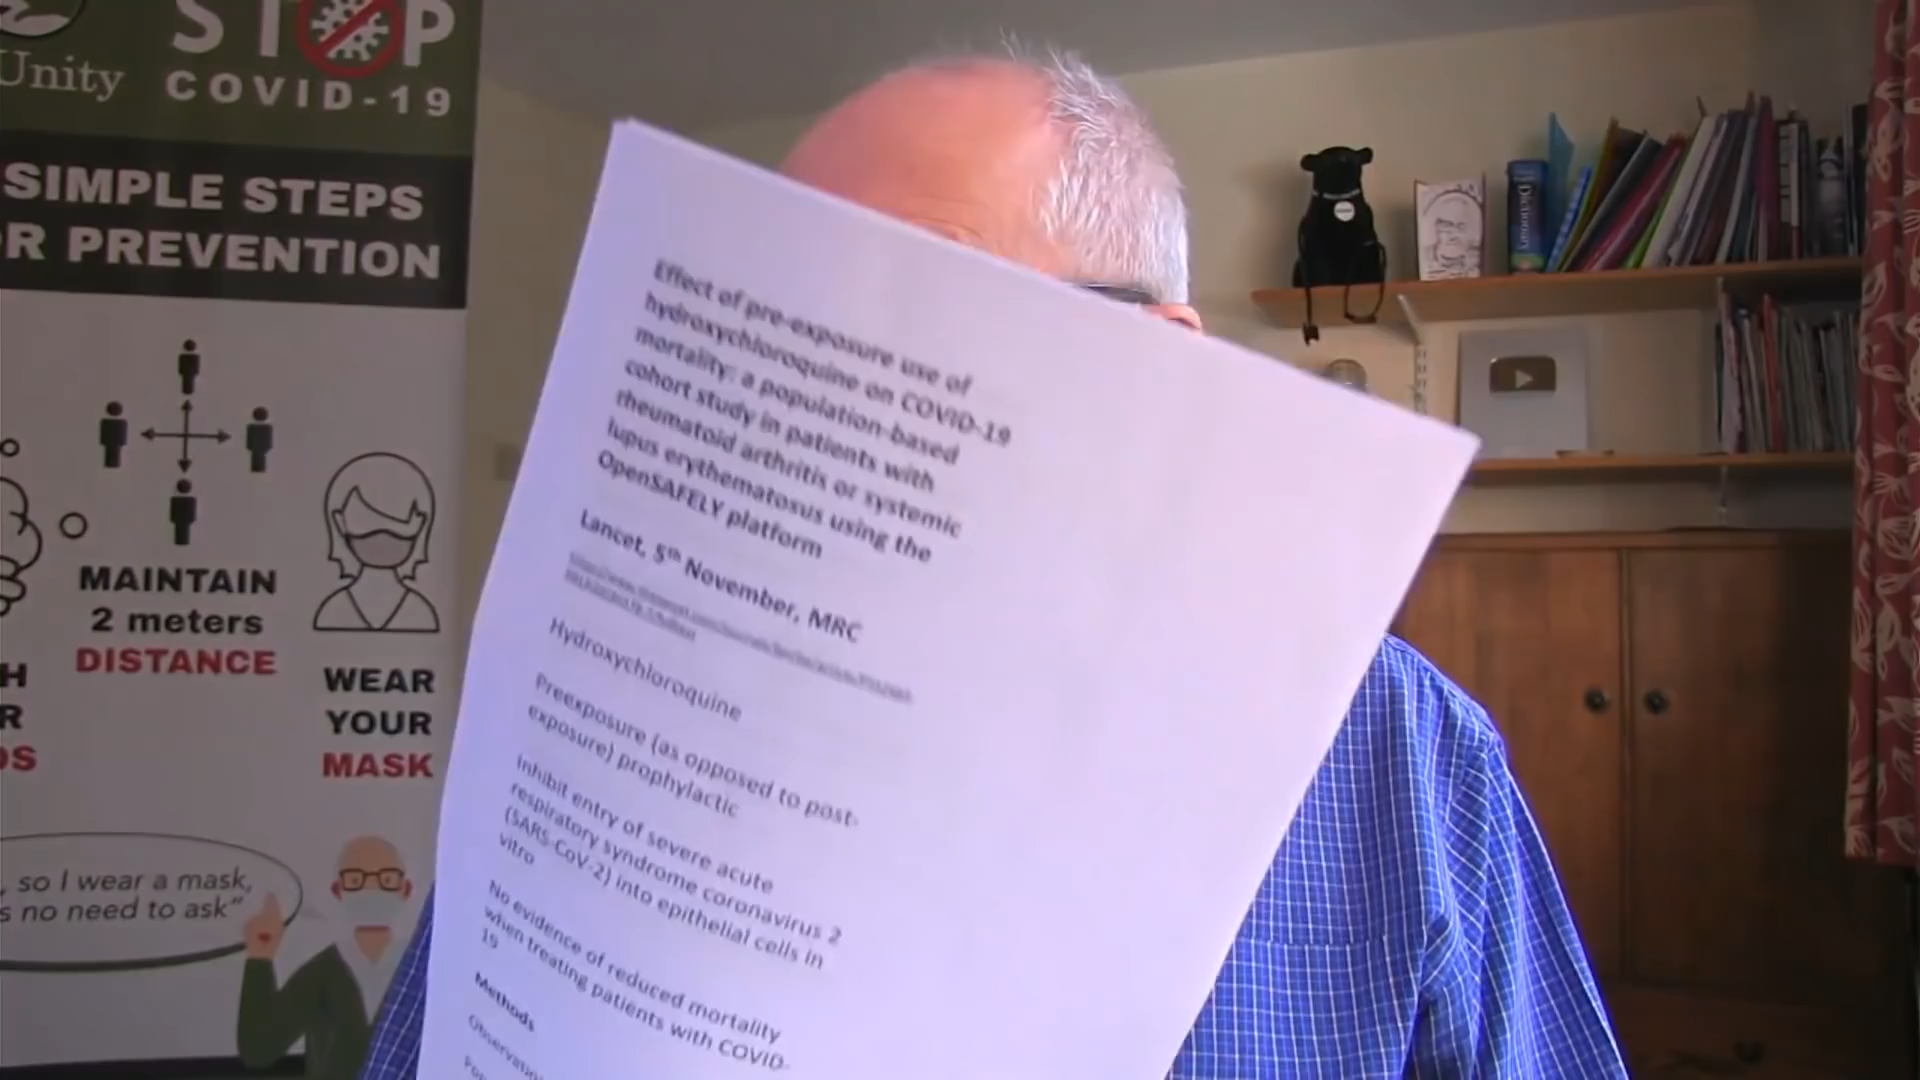 Unity
STOP
COVID-19
SIMPLE STEPS
OR PREVENTION
MAINTAIN
2 meters
DISTANCE
WEAR
YOUR
MASK
H
R
DS
, so I wear a mask,
s no need to ask"
Effect of pre-exposure use of
hydroxychloroquine on COVID-19
mortality: a population-based
cohort study in patients with
rheumatoid arthritis or systemic
lupus erythematosus using the
OpenSAFELY platform
Lancet, 5th November, MRC
Hydroxychloroquine
Preexposure (as opposed to post-
exposure) prophylactic
Inhibit entry of severe acute
respiratory syndrome coronavirus 2
(SARS-CoV-2) into epithelial cells in
vitro
No evidence of reduced mortality
when treating patients with COVID-
19
Methods
Dictionary